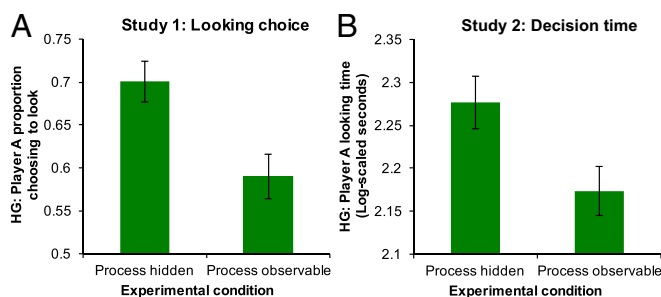 A
Study 1: Looking choice
HG: Player A proportion
choosing to look
0.75
0.7
0.65
0.6
0.55
0.5
Process hidden
Process observable
Experimental condition
B
Study 2: Decision time
HG: Player A looking time
(Log-scaled seconds)
2.35
2.3
2.25
2.2
2.15
2.1
Process hidden
Process observable
Experimental condition